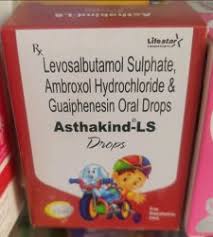 Rx
Lifestar
Levosalbutamol Sulphate,
Ambroxol Hydrochloride &
Guaiphenesin Oral Drops
Asthakind®-LS
Drops